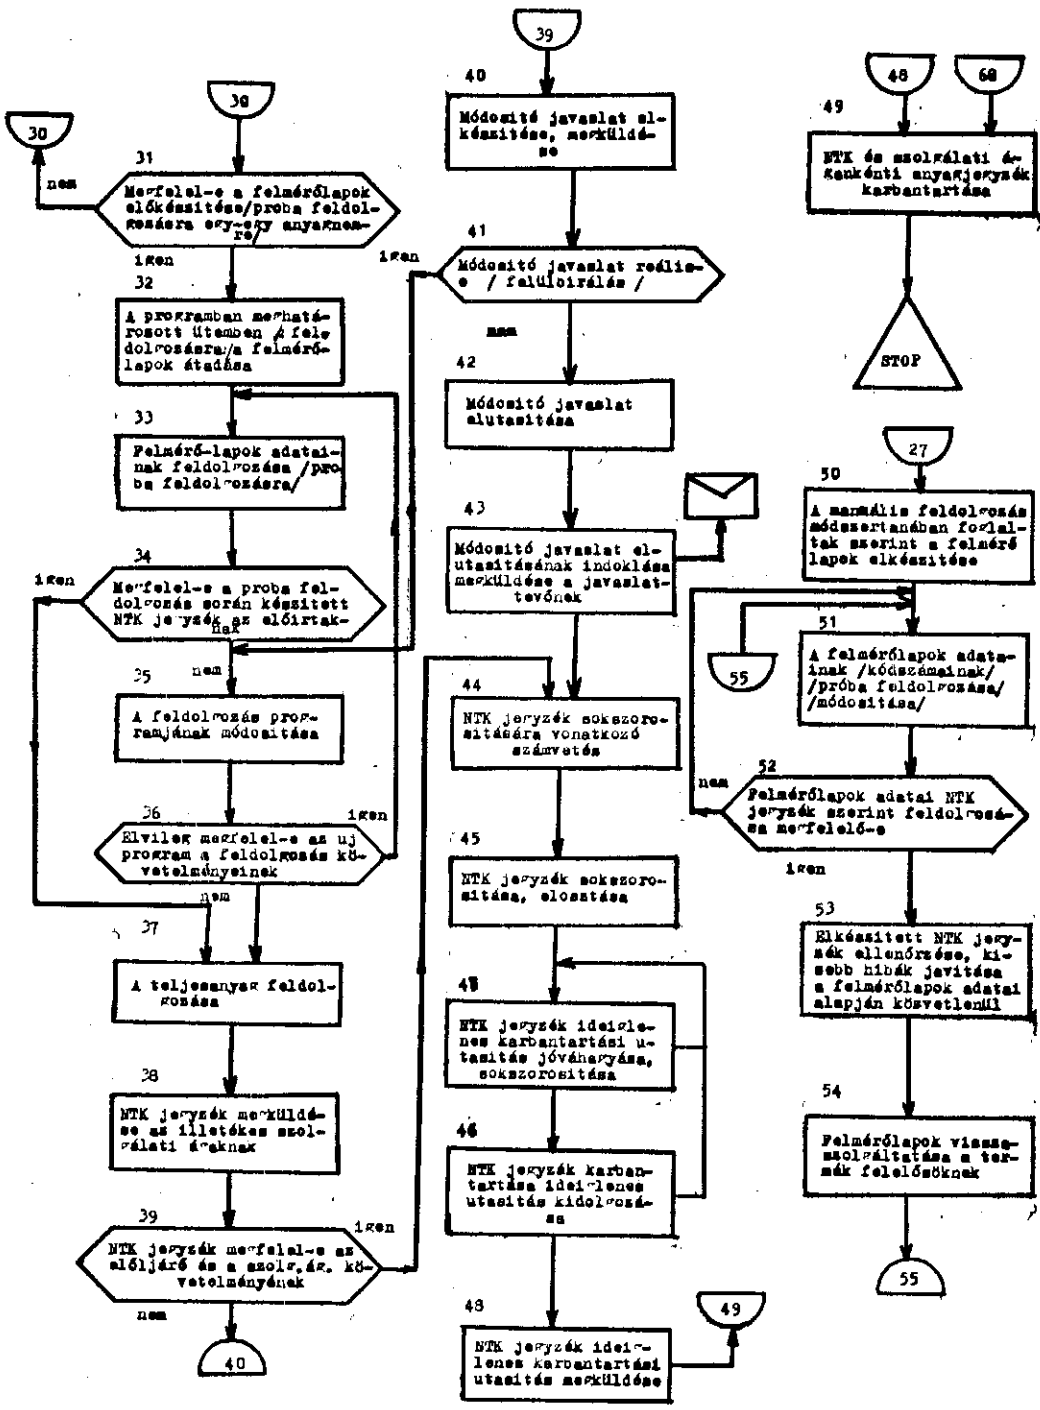 30
30
31
nem
Megfelel-e a felmérőlapok
előkészitése/proba feldol-
gozásra egy-egy anyagnem-
re/
igen
32
A programban meghatá-
rozott ütemben / fel-
dolgozásra/a felmérő-
lapok átadása
33
Felmérő-lapok adatai-
nak feldolgozása /pro
ba feldolgozásra/
34
igen
Megfelel-e a proba fel-
dolgozás során készitett
NTK jegyzék az előirtak-
nak
nem
35
A feldolgozás prog-
ramjának módositása
36
igen
Elvileg megfelel-e az uj
program a feldolgozás kö-
vetelményeinek
nem
37
A teljesanyag feldol-
gozása
38
NTK jegyzék megküldé-
se az illetékes szol-
gálati ágaknak
39
igen
NTK jegyzék megfelel-e az
előljáró és a szolg.ág. kö-
vetelményének
nem
40
39
40
Módositó javaslat el-
készitése, megküldé-
se
41
igen
Módositó javaslat reális-
e / felülbirálás /
nem
42
Módositó javaslat
elutasitása
43
Módositó javaslat el-
utasitásának indoklása
megküldése a javaslat-
tevőnek
44
NTK jegyzék sokszoro-
sitására vonatkozó
számvetés
45
NTK jegyzék sokszoro-
sitása, elosztása
NTK jegyzék ideigle-
nes karbantartási u-
tasitás jóváhagyása,
sokszorositása
NTK jegyzék karban-
tartása ideiglenes
utasitás kidolgozá-
sa
48
NTK jegyzék ideig-
lenes karbantartási
utasitás megküldése
49
48
60
49
NTK és szolgálati á-
gankénti anyagjegyzék
karbantartása
STOP
27
50
A manuális feldolgozás
módszertanában foglal-
tak szerint a felmérő
lapok elkészitése
51
55
A felmérőlapok adata-
inak /kódszámainak/
/próba feldolgozása/
/módositása/
52
nem
Felmérőlapok adatai NTK
jegyzék szerint feldolgozá-
sa megfelelő-e
igen
53
Elkészitett NTK jegy-
zék ellenőrzése, ki-
sebb hibák javitása
a felmérőlapok adatai
alapján közvetlenül
54
Felmérőlapok vissza-
szolgáltatása a ter-
mék felelősöknek
55